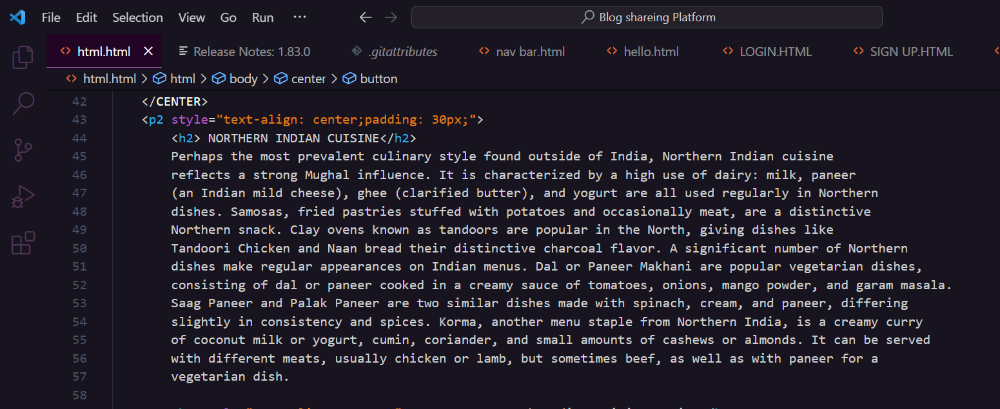 File Edit Selection View Go Run ··· Blog shareing Platform
html.html Release Notes: 1.83.0 .gitattributes nav bar.html hello.html LOGIN.HTML SIGN UP.HTML
html.html > html > body > center > button
42 </CENTER>
43 <p2 style="text-align: center;padding: 30px;">
44 <h2> NORTHERN INDIAN CUISINE</h2>
45 Perhaps the most prevalent culinary style found outside of India, Northern Indian cuisine
46 reflects a strong Mughal influence. It is characterized by a high use of dairy: milk, paneer
47 (an Indian mild cheese), ghee (clarified butter), and yogurt are all used regularly in Northern
48 dishes. Samosas, fried pastries stuffed with potatoes and occasionally meat, are a distinctive
49 Northern snack. Clay ovens known as tandoors are popular in the North, giving dishes like
50 Tandoori Chicken and Naan bread their distinctive charcoal flavor. A significant number of Northern
51 dishes make regular appearances on Indian menus. Dal or Paneer Makhani are popular vegetarian dishes,
52 consisting of dal or paneer cooked in a creamy sauce of tomatoes, onions, mango powder, and garam masala.
53 Saag Paneer and Palak Paneer are two similar dishes made with spinach, cream, and paneer, differing
54 slightly in consistency and spices. Korma, another menu staple from Northern India, is a creamy curry
55 of coconut milk or yogurt, cumin, coriander, and small amounts of cashews or almonds. It can be served
56 with different meats, usually chicken or lamb, but sometimes beef, as well as with paneer for a
57 vegetarian dish.
58